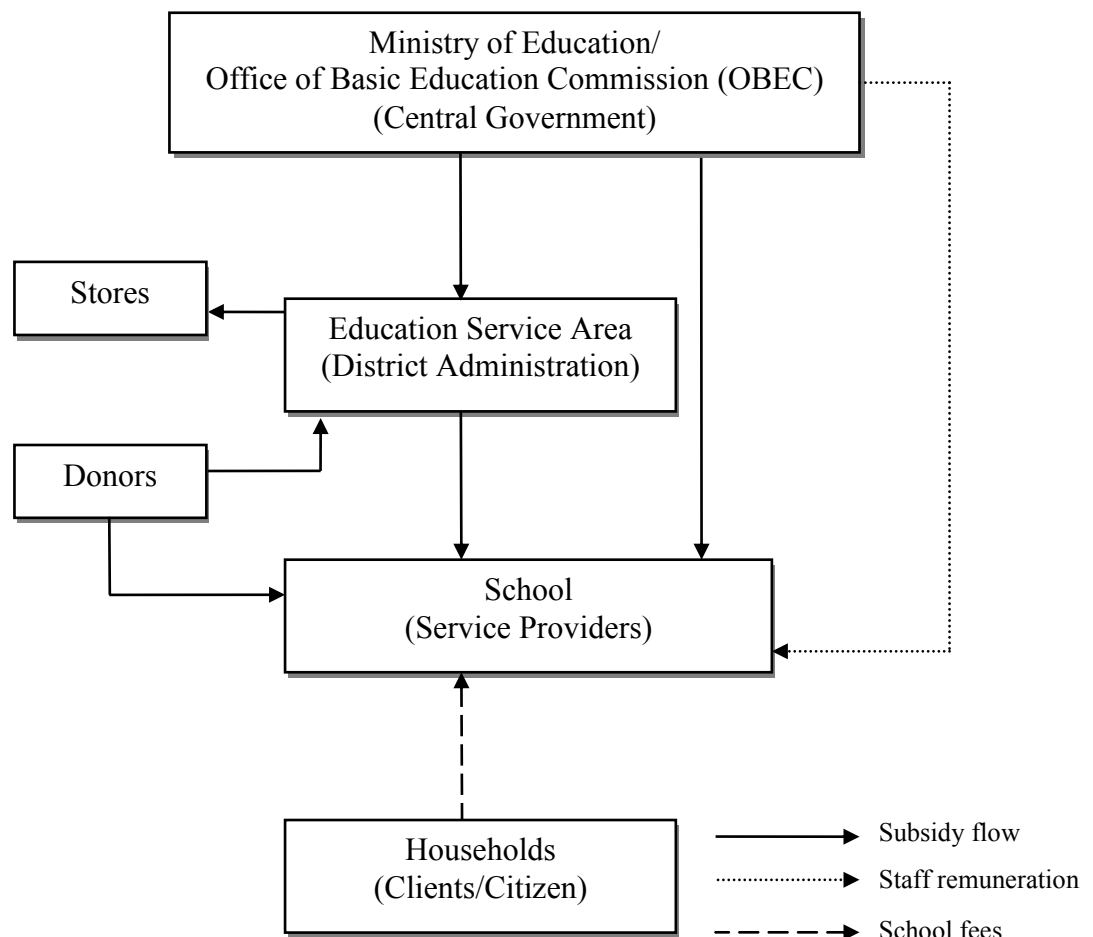 Ministry of Education/
Office of Basic Education Commission (OBEC)
(Central Government)
Stores
Education Service Area
(District Administration)
Donors
School
(Service Providers)
Households
(Clients/Citizen)
Subsidy flow
Staff remuneration
School fees